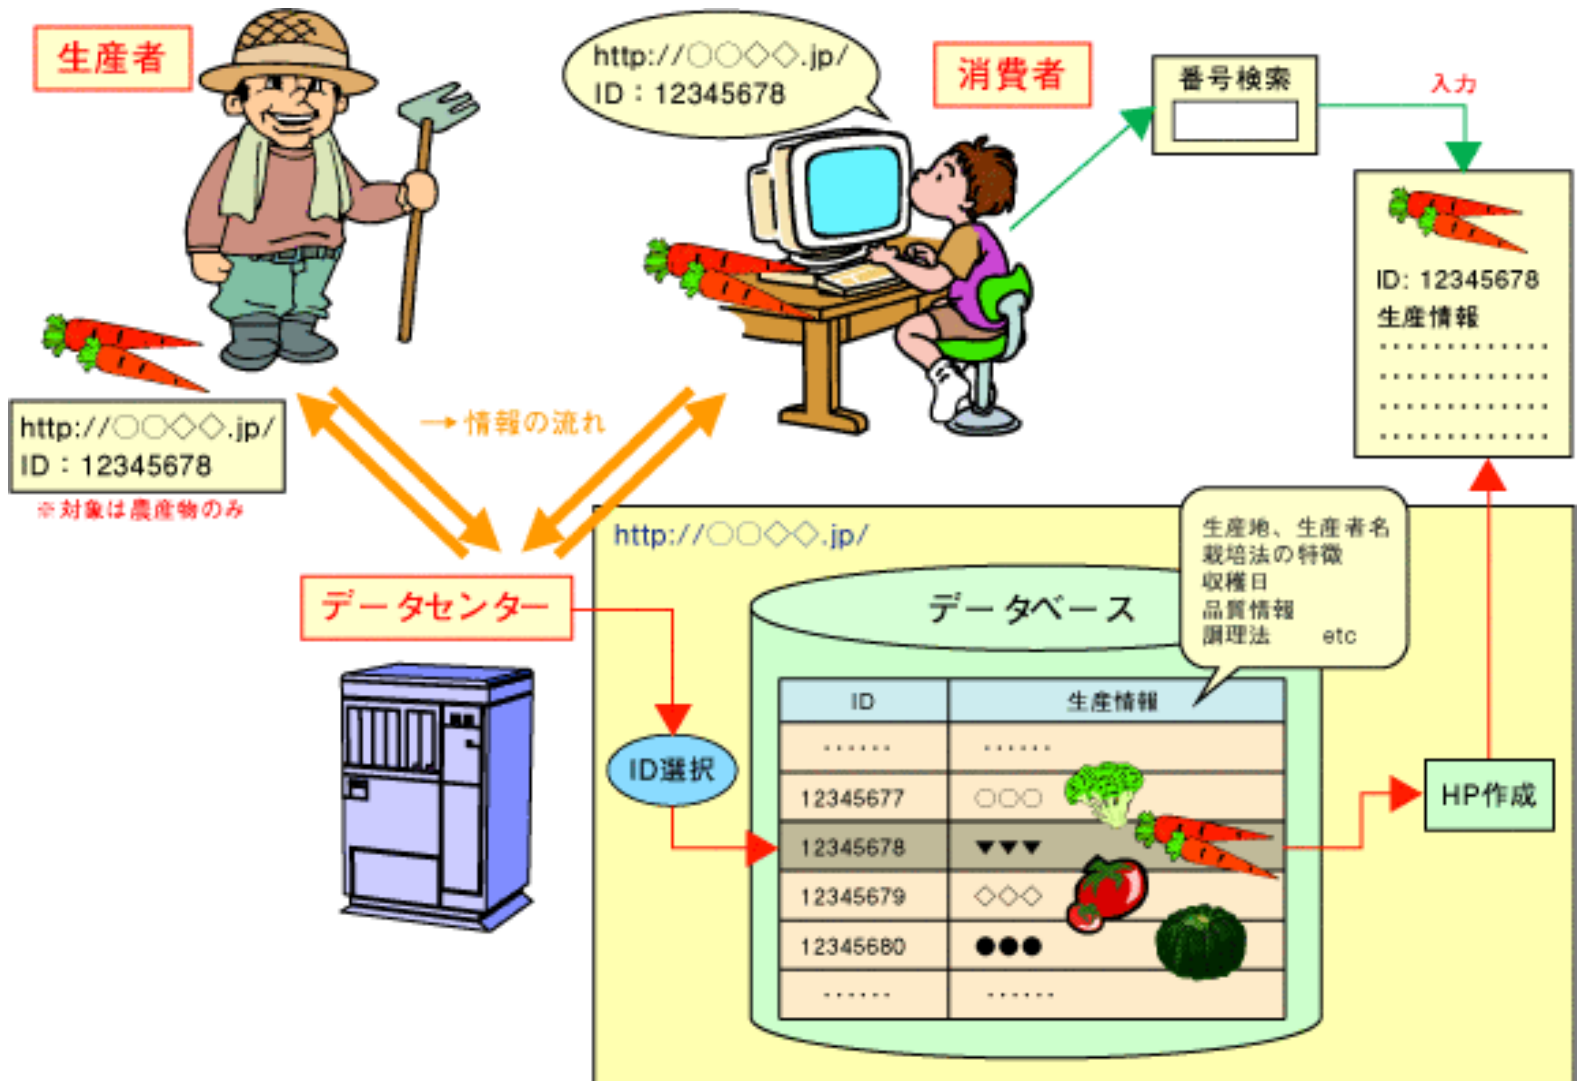 生産者
http://○○◇◇.jp/
ID：12345678
消費者
番号検索
入力
ID: 12345678
生産情報
・・・・・・・・・・・・・
・・・・・・・・・・・・・
・・・・・・・・・・・・・
・・・・・・・・・・・・・
http://○○◇◇.jp/
ID：12345678
※対象は農産物のみ
→ 情報の流れ
データセンター
http://○○◇◇.jp/
生産地、生産者名
栽培法の特徴
収穫日
品質情報
調理法 etc
データベース
ID 生産情報
・・・・・・ ・・・・・・
12345677 ○○○
12345678 ▼▼▼
12345679 ◇◇◇
12345680 ●●●
・・・・・・ ・・・・・・
ID選択
HP作成